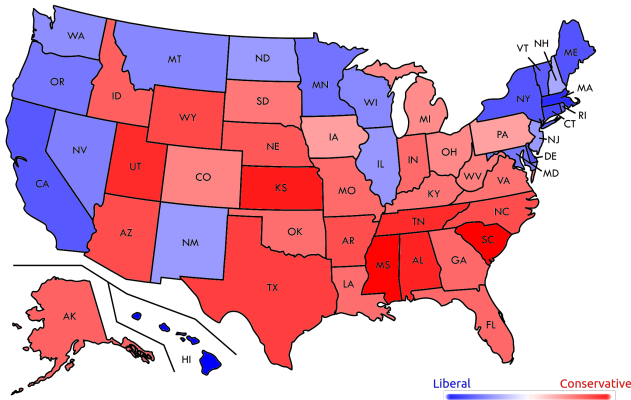 WA
MT
ND
MN
VT
NH
ME
OR
ID
SD
WI
MI
NY
MA
RI
CT
WY
IA
PA
NJ
NV
NE
IL
IN
OH
DE
MD
UT
CO
KS
MO
KY
WV
VA
CA
AZ
NM
OK
AR
TN
NC
SC
TX
LA
MS
AL
GA
FL
AK
HI
Liberal
Conservative